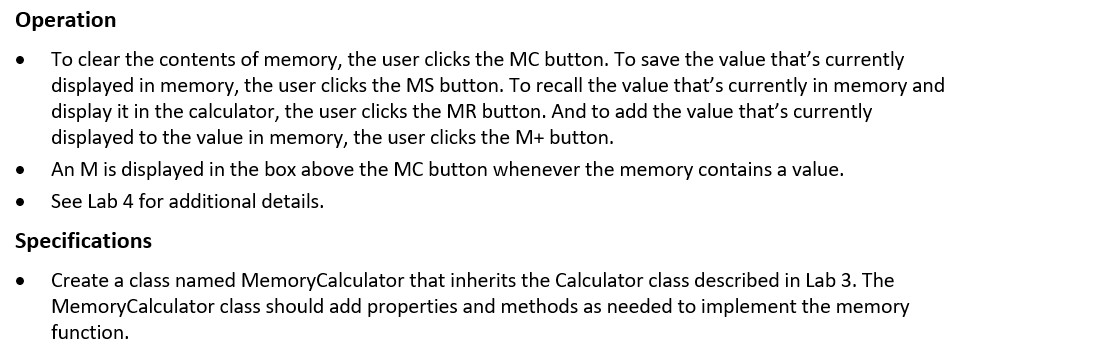 Operation
• To clear the contents of memory, the user clicks the MC button. To save the value that’s currently
displayed in memory, the user clicks the MS button. To recall the value that’s currently in memory and
display it in the calculator, the user clicks the MR button. And to add the value that’s currently
displayed to the value in memory, the user clicks the M+ button.
• An M is displayed in the box above the MC button whenever the memory contains a value.
• See Lab 4 for additional details.
Specifications
• Create a class named MemoryCalculator that inherits the Calculator class described in Lab 3. The
MemoryCalculator class should add properties and methods as needed to implement the memory
function.